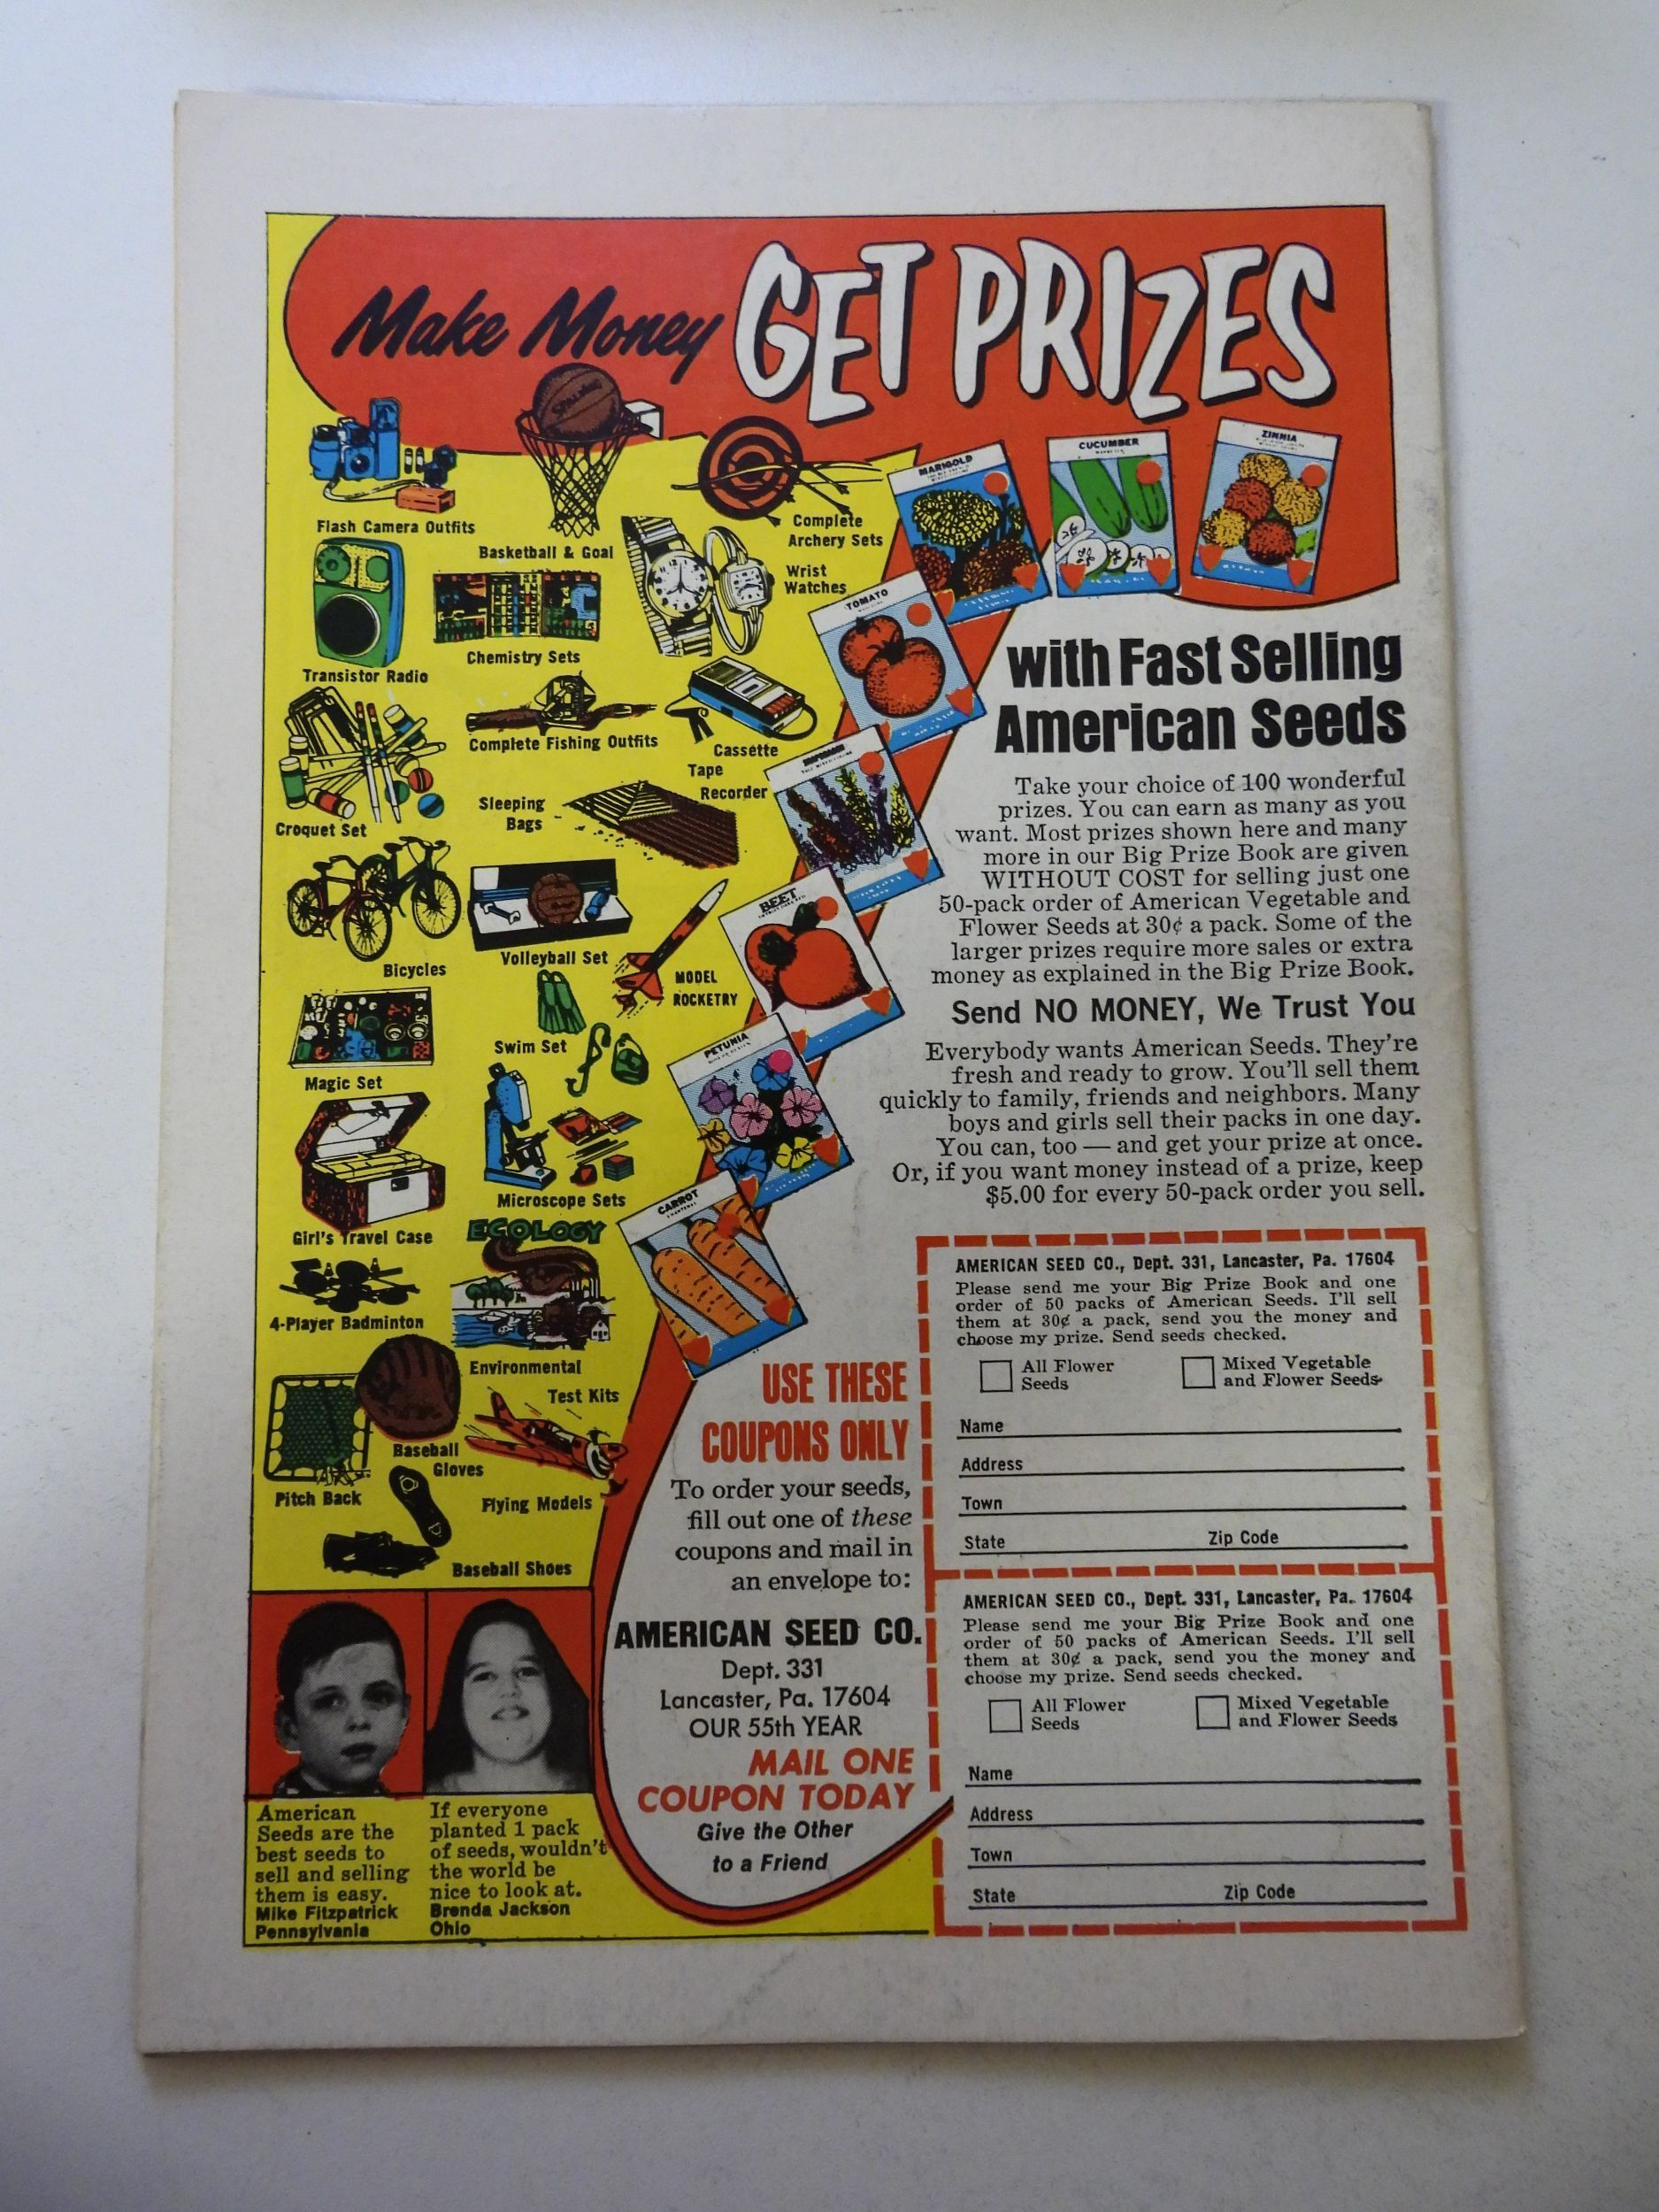 Make Money GET PRIZES
SPALDING
Flash Camera Outfits
Basketball & Goal
Complete
Archery Sets
Wrist
Watches
Transistor Radio
Chemistry Sets
Croquet Set
Complete Fishing Outfits
Cassette
Tape
Recorder
Sleeping
Bags
Bicycles
Volleyball Set
MODEL
ROCKETRY
Magic Set
Swim Set
Girl's Travel Case
Microscope Sets
ECOLOGY
4-Player Badminton
Environmental
Test Kits
Baseball
Gloves
Pitch Back
Flying Models
Baseball Shoes
MARIGOLD
CUCUMBER
ZINNIA
TOMATO
BEET
PETUNIA
CARROT
with Fast Selling
American Seeds
Take your choice of 100 wonderful
prizes. You can earn as many as you
want. Most prizes shown here and many
more in our Big Prize Book are given
WITHOUT COST for selling just one
50-pack order of American Vegetable and
Flower Seeds at 30¢ a pack. Some of the
larger prizes require more sales or extra
money as explained in the Big Prize Book.
Send NO MONEY, We Trust You
Everybody wants American Seeds. They're
fresh and ready to grow. You'll sell them
quickly to family, friends and neighbors. Many
boys and girls sell their packs in one day.
You can, too — and get your prize at once.
Or, if you want money instead of a prize, keep
$5.00 for every 50-pack order you sell.
USE THESE
COUPONS ONLY
To order your seeds,
fill out one of these
coupons and mail in
an envelope to:
AMERICAN SEED CO.
Dept. 331
Lancaster, Pa. 17604
OUR 55th YEAR
MAIL ONE
COUPON TODAY
Give the Other
to a Friend
AMERICAN SEED CO., Dept. 331, Lancaster, Pa. 17604
Please send me your Big Prize Book and one
order of 50 packs of American Seeds. I'll sell
them at 30¢ a pack, send you the money and
choose my prize. Send seeds checked.
All Flower
Seeds
Mixed Vegetable
and Flower Seeds
Name
Address
Town
State Zip Code
AMERICAN SEED CO., Dept. 331, Lancaster, Pa. 17604
Please send me your Big Prize Book and one
order of 50 packs of American Seeds. I'll sell
them at 30¢ a pack, send you the money and
choose my prize. Send seeds checked.
All Flower
Seeds
Mixed Vegetable
and Flower Seeds
Name
Address
Town
State Zip Code
American
Seeds are the
best seeds to
sell and selling
them is easy.
Mike Fitzpatrick
Pennsylvania
If everyone
planted 1 pack
of seeds, wouldn't
the world be
nice to look at.
Brenda Jackson
Ohio